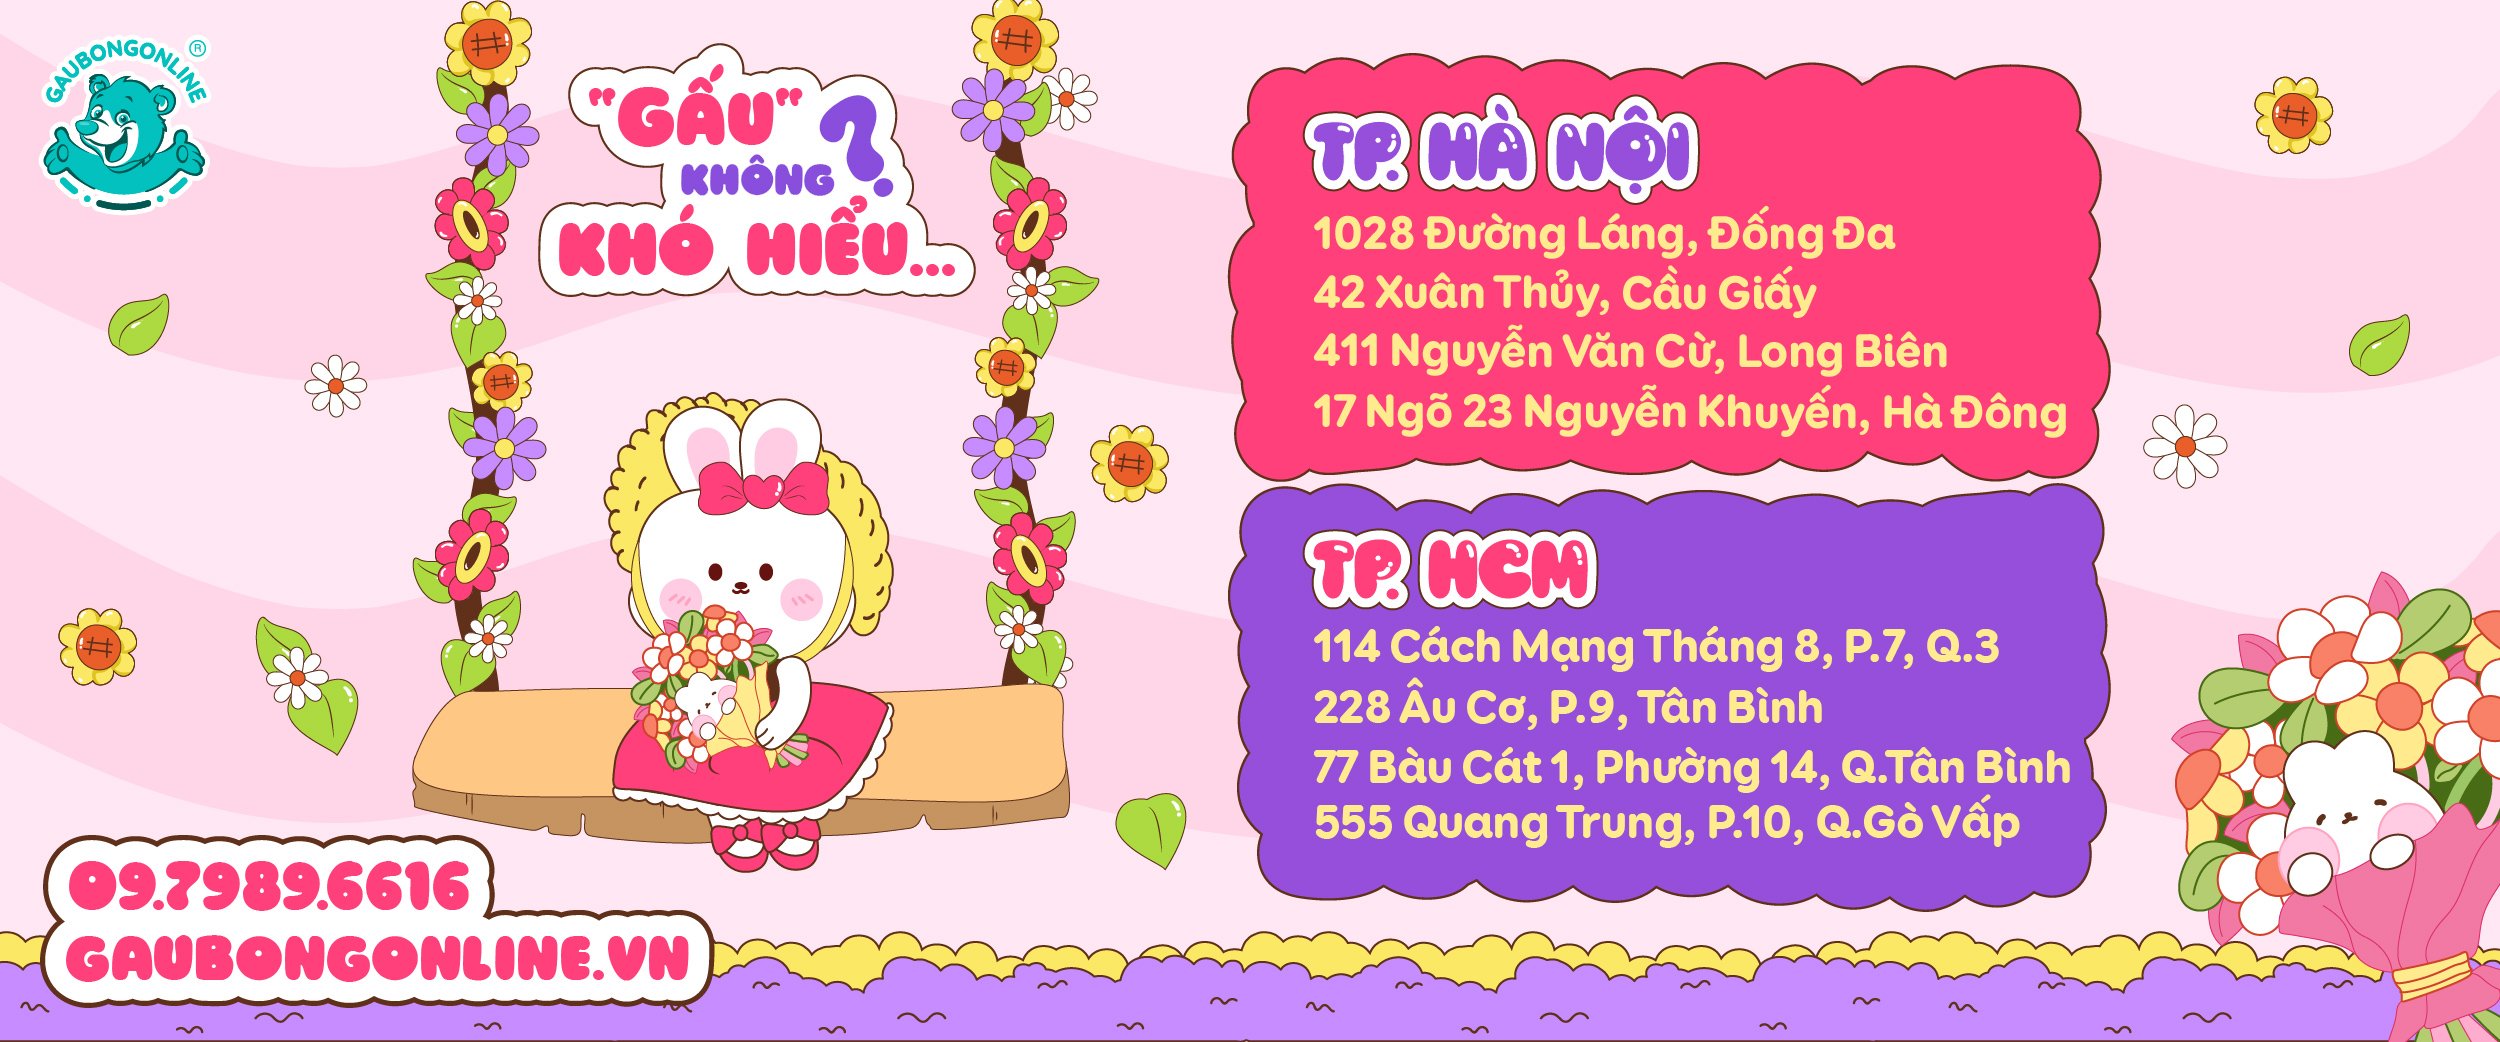 GAUBONGONLINE ®
"GẤU"
KHÔNG ?
KHÓ HIỂU...
TP. HÀ NỘI
1028 Đường Láng, Đống Đa
42 Xuân Thủy, Cầu Giấy
411 Nguyễn Văn Cừ, Long Biên
17 Ngõ 23 Nguyễn Khuyến, Hà Đông
TP. HCM
114 Cách Mạng Tháng 8, P.7, Q.3
228 Âu Cơ, P.9, Tân Bình
77 Bàu Cát 1, Phường 14, Q.Tân Bình
555 Quang Trung, P.10, Q.Gò Vấp
09.7989.6616
GAUBONGONLINE.VN